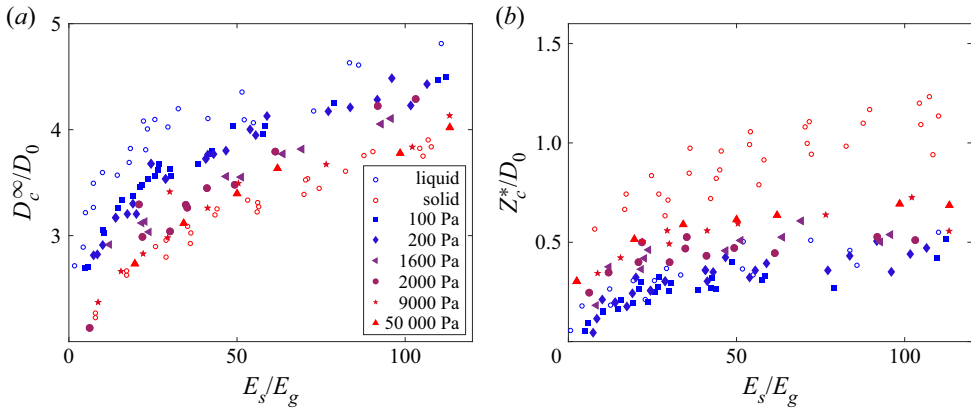 (a)
5
4
3
0
50
100
D_c^∞/D_0
E_s/E_g
liquid
solid
100 Pa
200 Pa
1600 Pa
2000 Pa
9000 Pa
50 000 Pa
(b)
1.5
1.0
0.5
0
50
100
Z_c^*/D_0
E_s/E_g